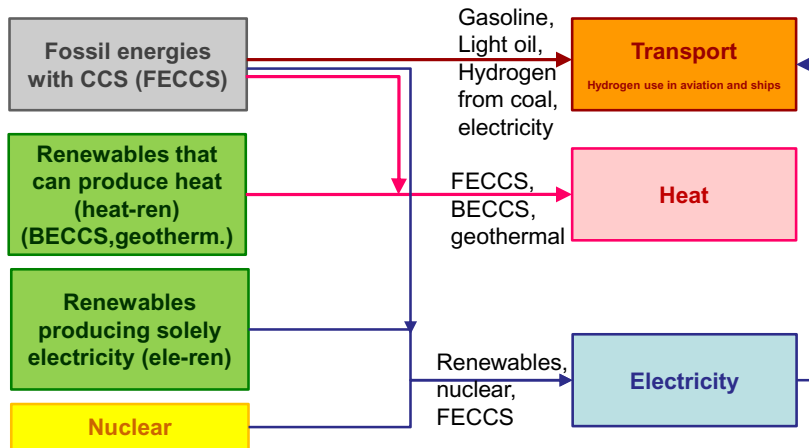 Fossil energies
with CCS (FECCS)
Gasoline,
Light oil,
Hydrogen
from coal,
electricity
Transport
Hydrogen use in aviation and ships
Renewables that
can produce heat
(heat-ren)
(BECCS,geotherm.)
FECCS,
BECCS,
geothermal
Heat
Renewables
producing solely
electricity (ele-ren)
Renewables,
nuclear,
FECCS
Electricity
Nuclear